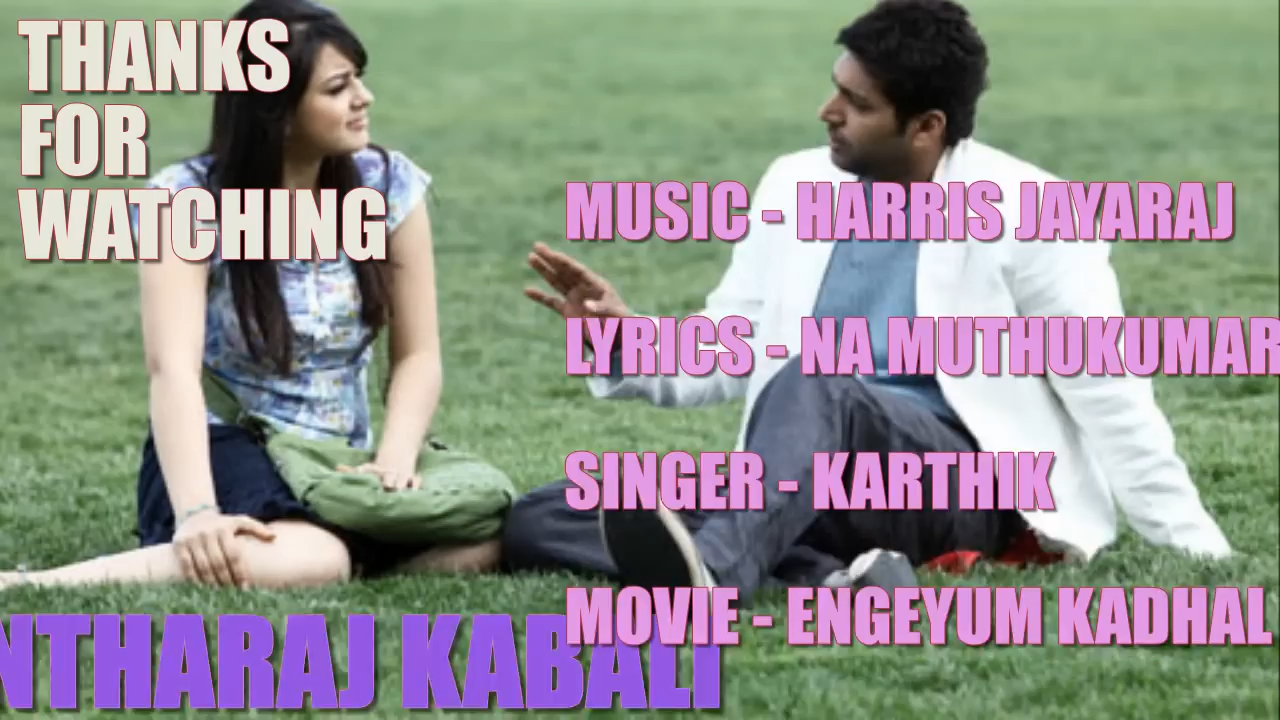 THANKS
FOR
WATCHING
MUSIC - HARRIS JAYARAJ
LYRICS - NA MUTHUKUMAR
SINGER - KARTHIK
MOVIE - ENGEYUM KADHAL
NTHARAJ KABALI